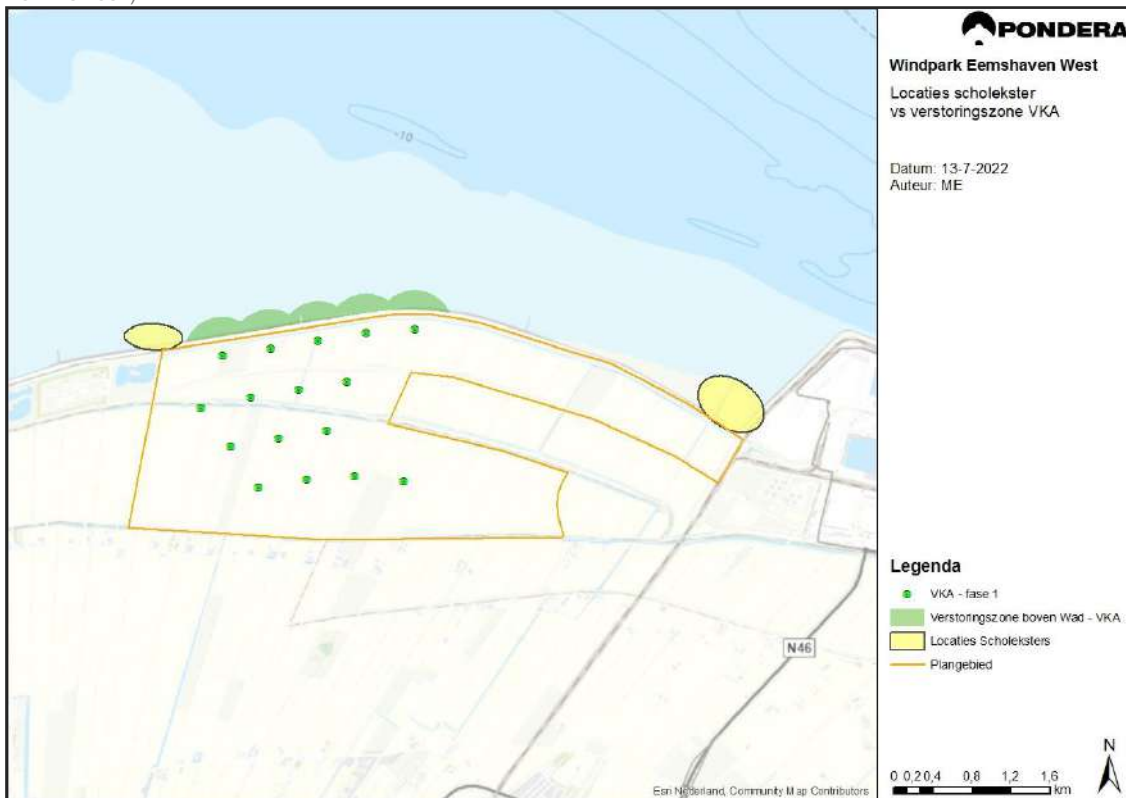 PONDERA
Windpark Eemshaven West
Locaties scholekster
vs verstoringszone VKA
Datum: 13-7-2022
Auteur: ME
-10
N46
Legenda
VKA - fase 1
Verstoringszone boven Wad - VKA
Locaties Scholeksters
Plangebied
N
0 0,2 0,4 0,8 1,2 1,6
km
Esri Nederland, Community Map Contributors